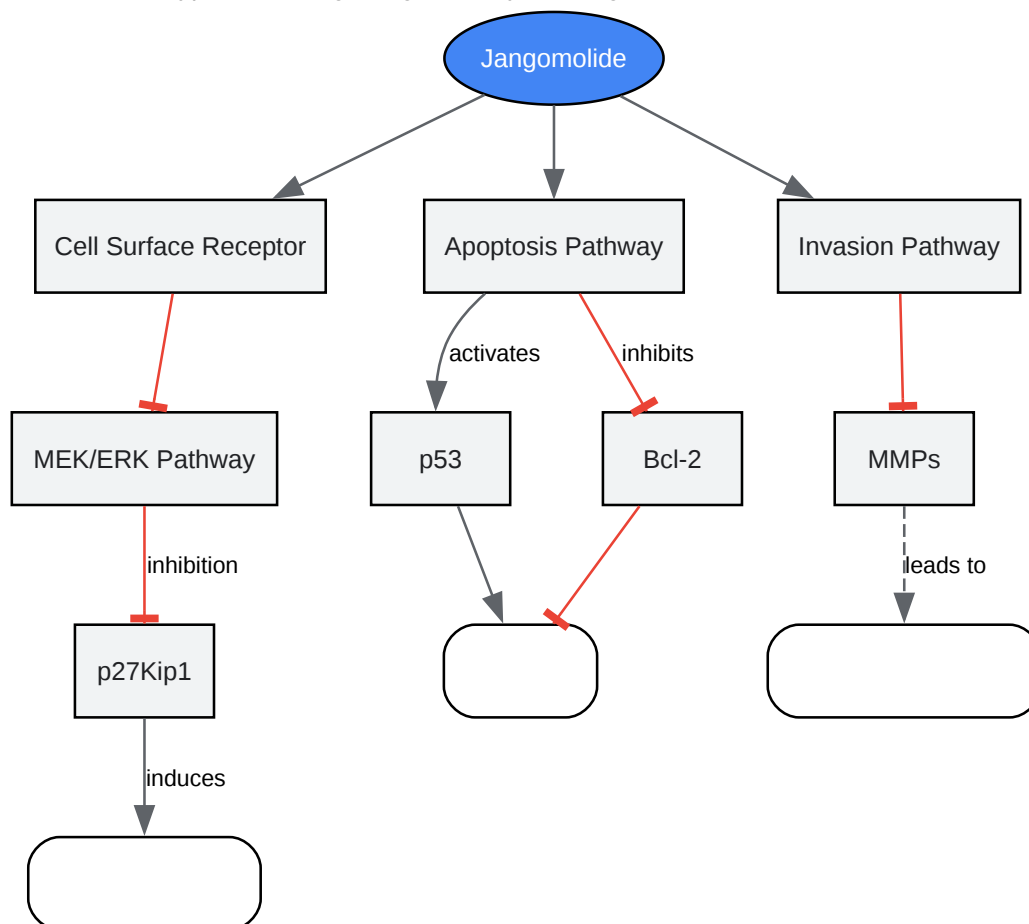 Jangomolide
Cell Surface Receptor
Apoptosis Pathway
Invasion Pathway
activates
inhibits
MEK/ERK Pathway
p53
Bcl-2
MMPs
inhibition
leads to
p27Kip1
induces